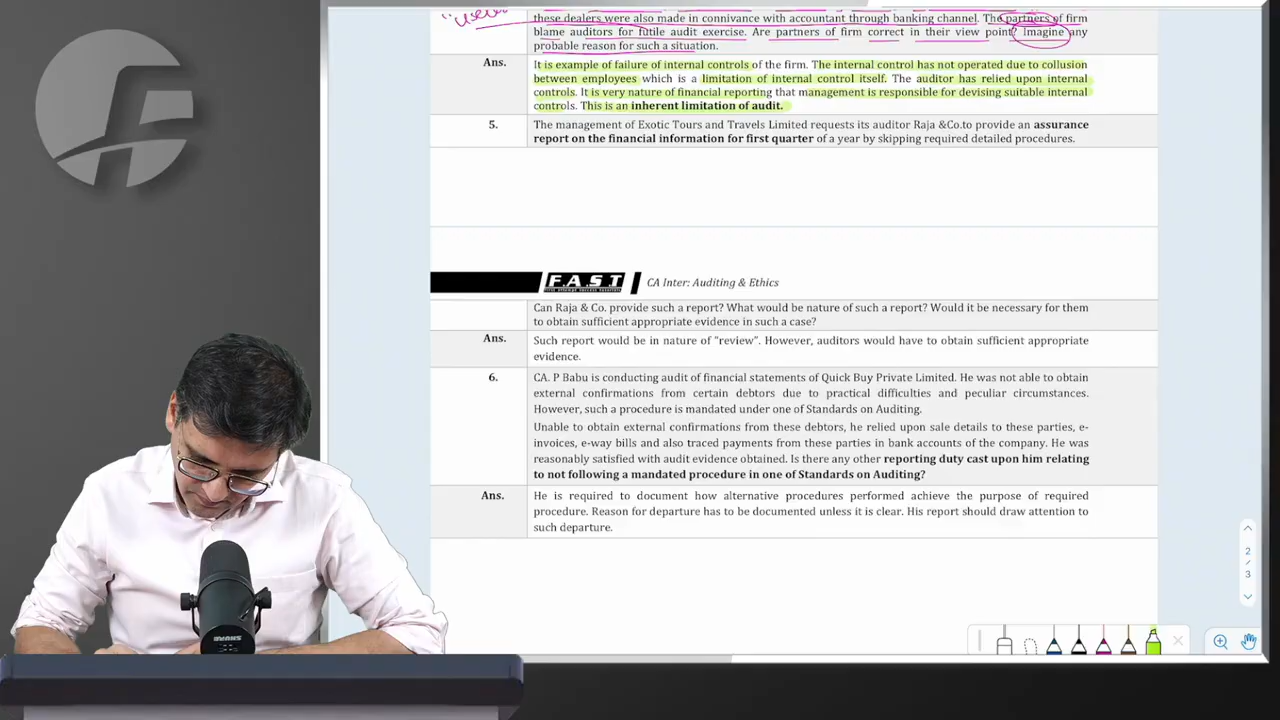 these dealers were also made in connivance with accountant through banking channel. The partners of firm
blame auditors for futile audit exercise. Are partners of firm correct in their view point? Imagine any
probable reason for such a situation.
Ans. It is example of failure of internal controls of the firm. The internal control has not operated due to collusion
between employees which is a limitation of internal control itself. The auditor has relied upon internal
controls. It is very nature of financial reporting that management is responsible for devising suitable internal
controls. This is an inherent limitation of audit.
5. The management of Exotic Tours and Travels Limited requests its auditor Raja &Co.to provide an assurance
report on the financial information for first quarter of a year by skipping required detailed procedures.
F.A.S.T CA Inter: Auditing & Ethics
Can Raja & Co. provide such a report? What would be nature of such a report? Would it be necessary for them
to obtain sufficient appropriate evidence in such a case?
Ans. Such report would be in nature of "review". However, auditors would have to obtain sufficient appropriate
evidence.
6. CA. P Babu is conducting audit of financial statements of Quick Buy Private Limited. He was not able to obtain
external confirmations from certain debtors due to practical difficulties and peculiar circumstances.
However, such a procedure is mandated under one of Standards on Auditing.
Unable to obtain external confirmations from these debtors, he relied upon sale details to these parties, e-
invoices, e-way bills and also traced payments from these parties in bank accounts of the company. He was
reasonably satisfied with audit evidence obtained. Is there any other reporting duty cast upon him relating
to not following a mandated procedure in one of Standards on Auditing?
Ans. He is required to document how alternative procedures performed achieve the purpose of required
procedure. Reason for departure has to be documented unless it is clear. His report should draw attention to
such departure.
2
/
3
SHURE